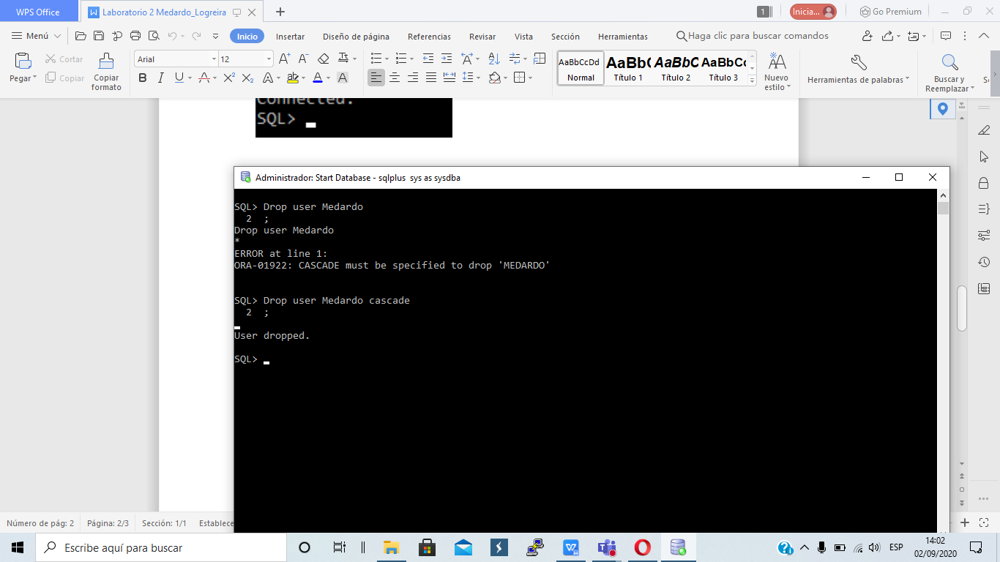 WPS Office
Laboratorio 2 Medardo_Logreira
1
Inicia...
Go Premium
Menú
Inicio
Insertar
Diseño de página
Referencias
Revisar
Vista
Sección
Herramientas
Haga clic para buscar comandos
Pegar
Cortar
Copiar
Copiar formato
Arial
12
AaBbCcDd
Normal
AaBb(
Título 1
AaBbC
Título 2
AaBbCc
Título 3
Nuevo estilo
Herramientas de palabras
Buscar y Reemplazar
Connected.
SQL>
Administrador: Start Database - sqlplus sys as sysdba
SQL> Drop user Medardo
2 ;
Drop user Medardo
*
ERROR at line 1:
ORA-01922: CASCADE must be specified to drop 'MEDARDO'
SQL> Drop user Medardo cascade
2 ;
User dropped.
SQL>
Número de pág: 2
Página: 2/3
Sección: 1/1
Establece
Escribe aquí para buscar
ESP
14:02
02/09/2020